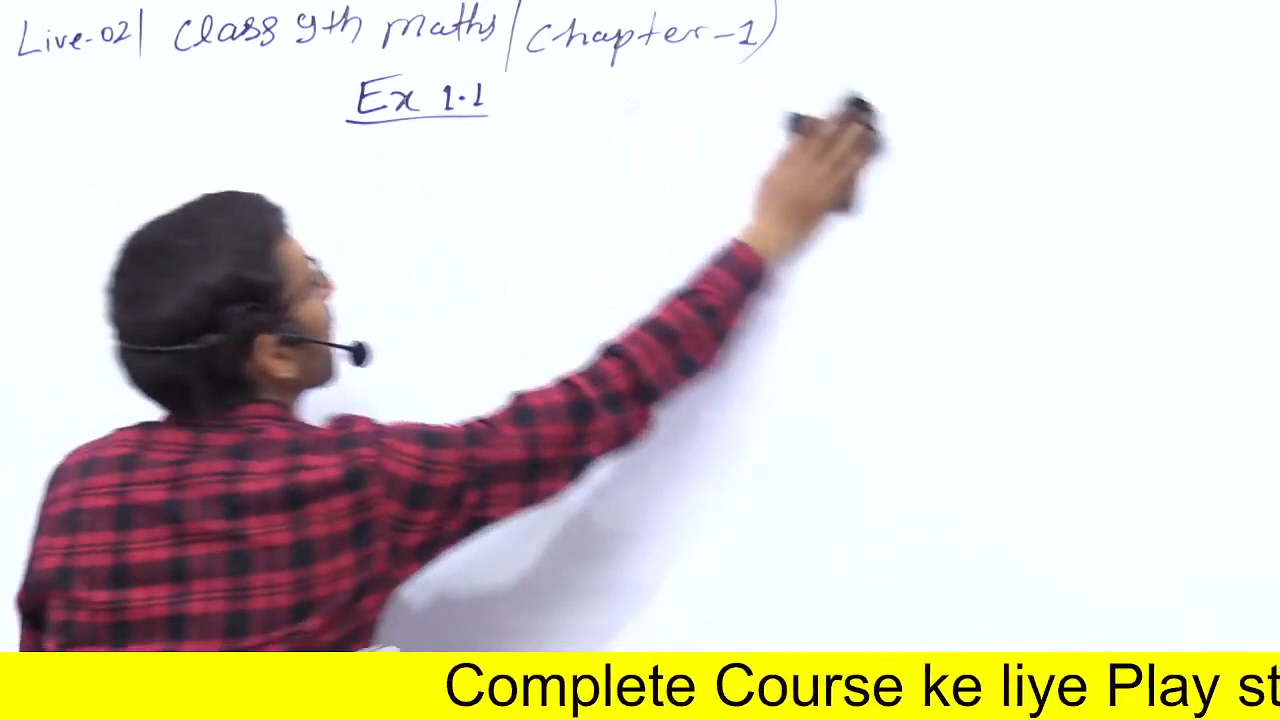 Live-02| Class 9th Maths/(Chapter-1)
Ex 1.1
Complete Course ke liye Play st